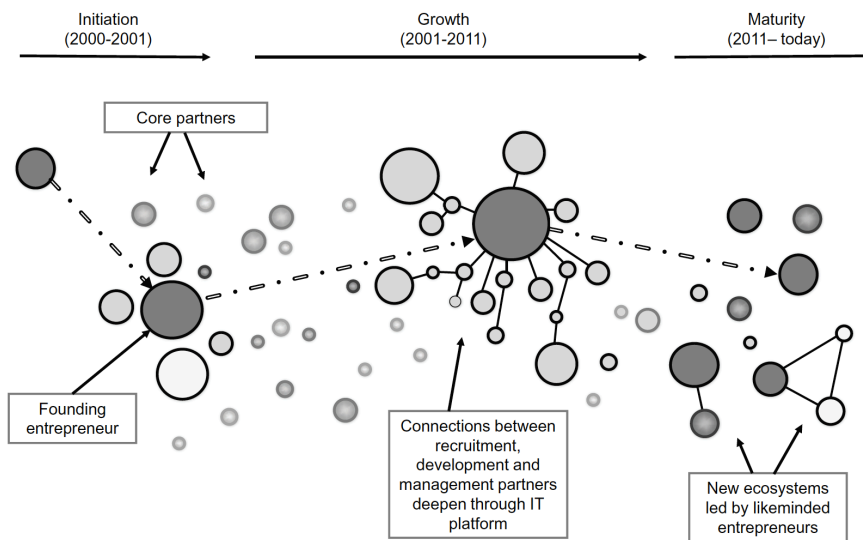 Initiation
(2000-2001)
Growth
(2001-2011)
Maturity
(2011– today)
Core partners
Founding
entrepreneur
Connections between
recruitment,
development and
management partners
deepen through IT
platform
New ecosystems
led by likeminded
entrepreneurs